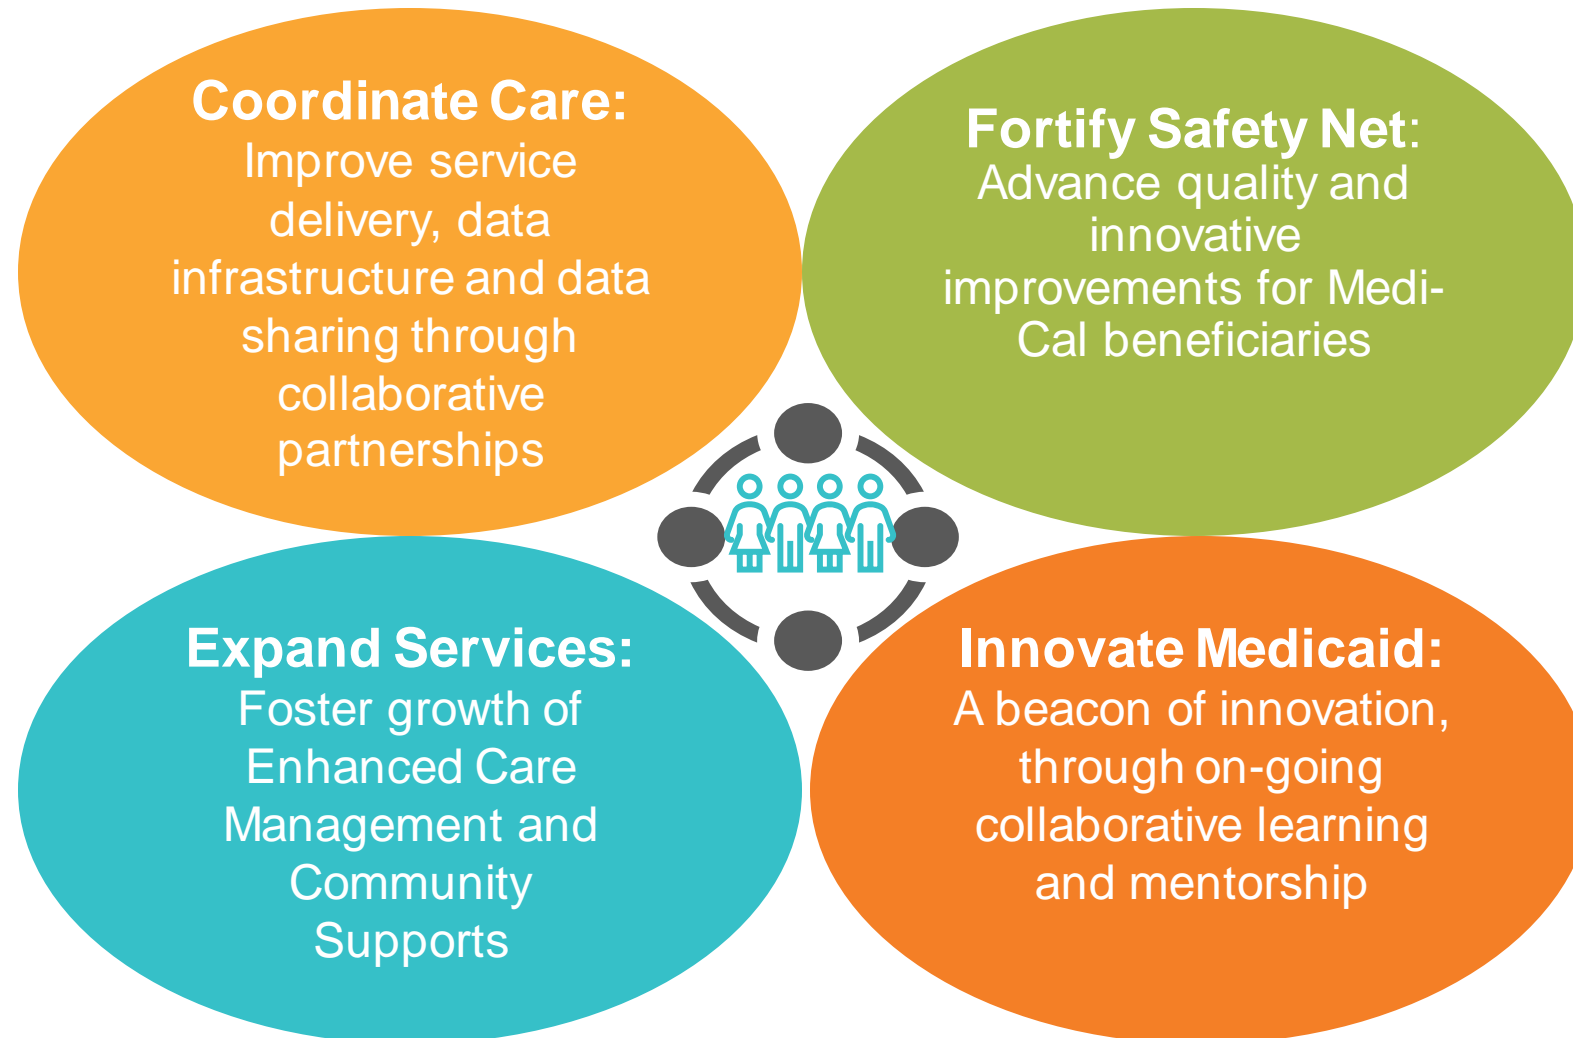 Coordinate Care:
Improve service
delivery, data
infrastructure and data
sharing through
collaborative
partnerships
Fortify Safety Net:
Advance quality and
innovative
improvements for Medi-
Cal beneficiaries
Expand Services:
Foster growth of
Enhanced Care
Management and
Community
Supports
Innovate Medicaid:
A beacon of innovation,
through on-going
collaborative learning
and mentorship